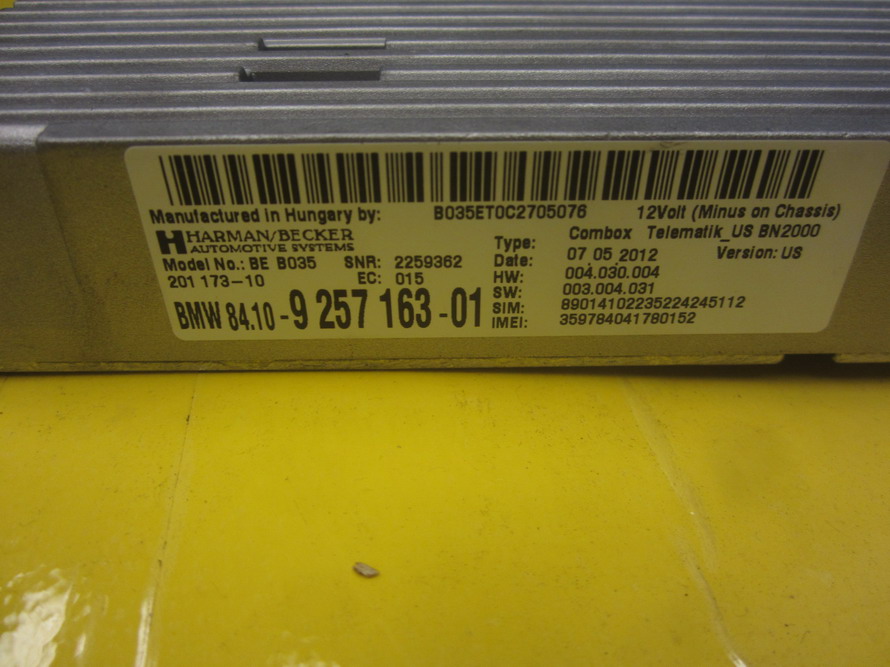 Manufactured in Hungary by: B035ET0C2705076 12Volt (Minus on Chassis)
HARMAN/BECKER
AUTOMOTIVE SYSTEMS
Model No.: BE B035 SNR: 2259362
201 173-10 EC: 015
BMW 84.10-9 257 163-01
Type: Combox Telematik_US BN2000
Date: 07 05 2012 Version: US
HW: 004.030.004
SW: 003.004.031
SIM: 89014102235224245112
IMEI: 359784041780152